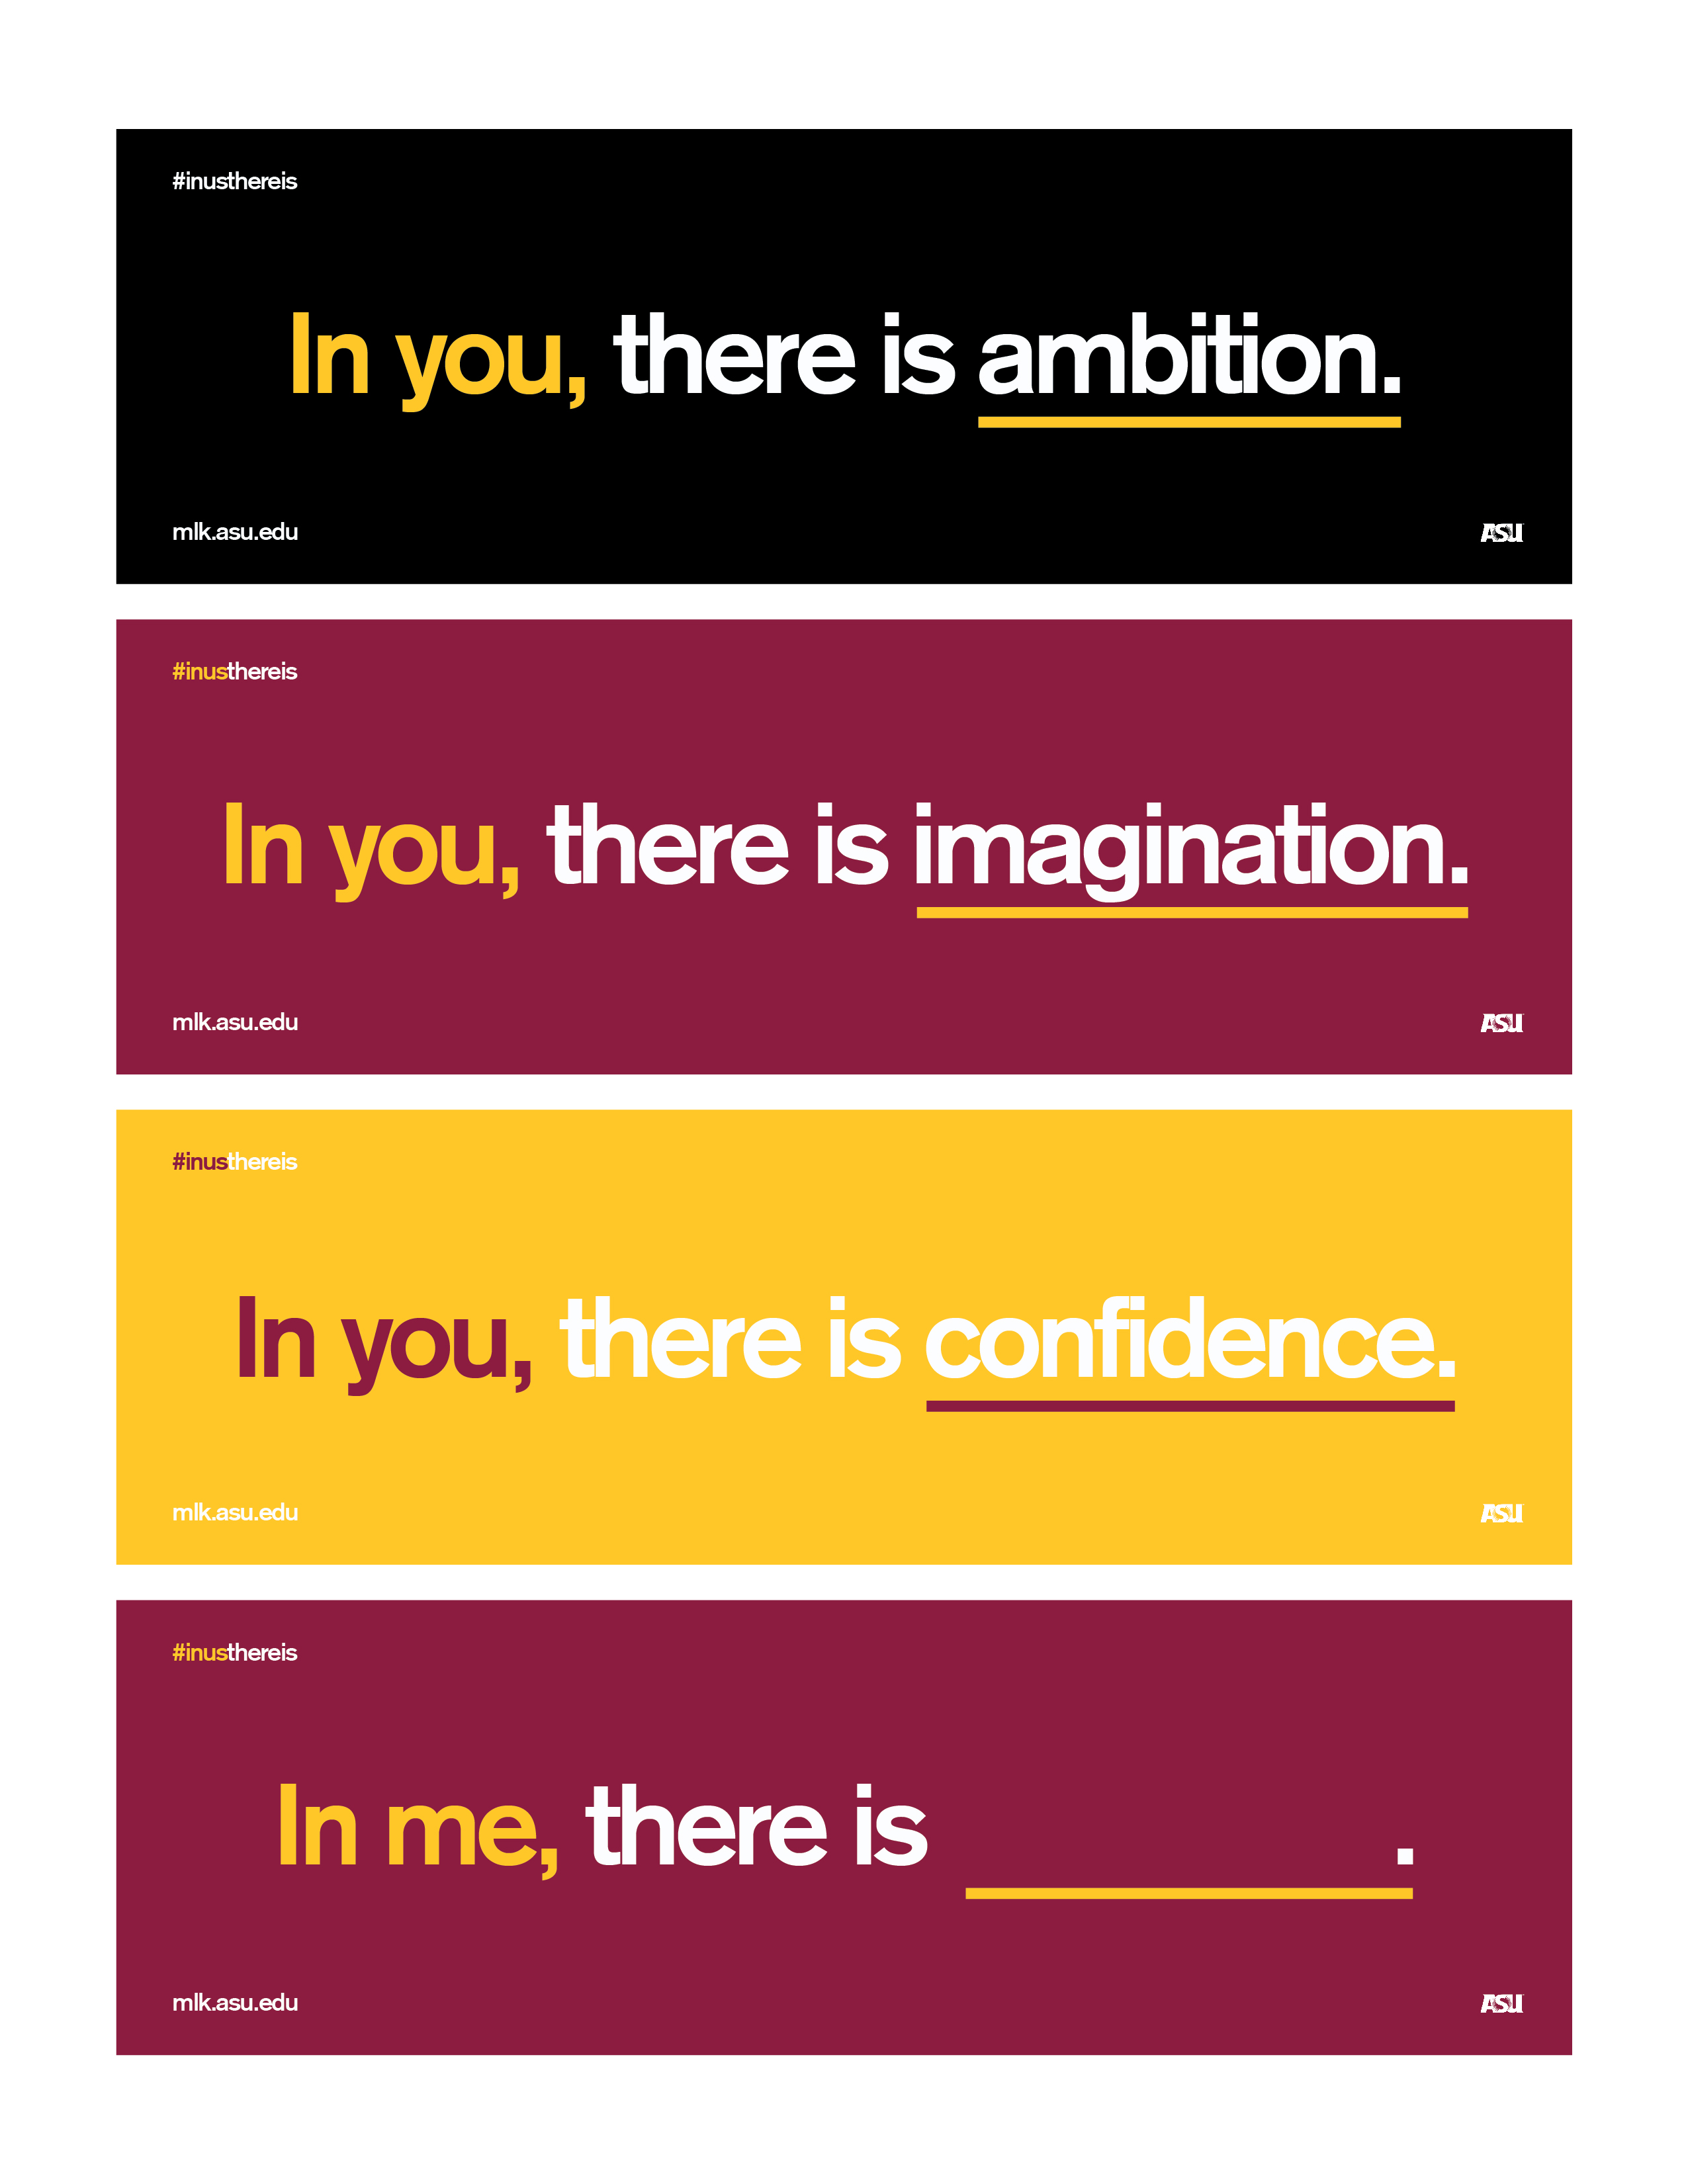 #inusthereis
In you, there is ambition.
mlk.asu.edu
ASU
#inusthereis
In you, there is imagination.
mlk.asu.edu
ASU
#inusthereis
In you, there is confidence.
mlk.asu.edu
ASU
#inusthereis
In me, there is .
mlk.asu.edu
ASU